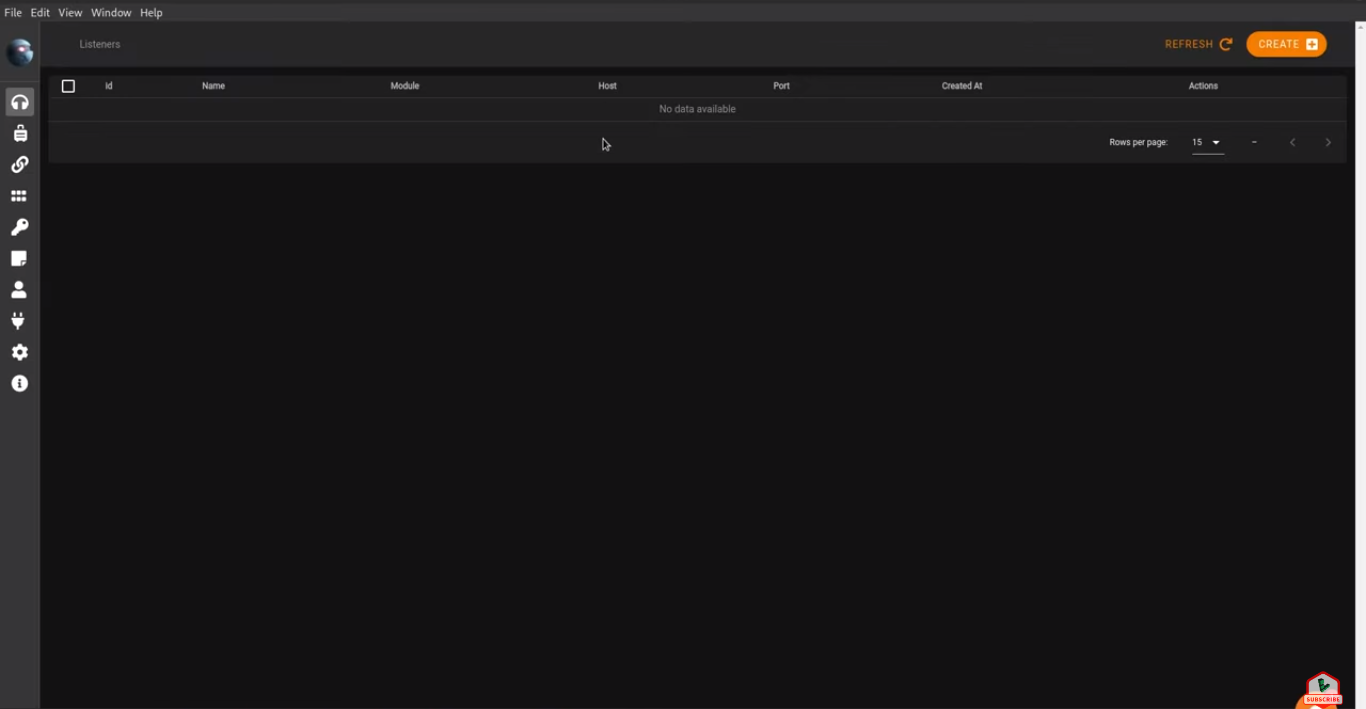 File Edit View Window Help
Listeners
REFRESH CREATE
Id Name Module Host Port Created At Actions
No data available
Rows per page: 15 –
SUBSCRIBE